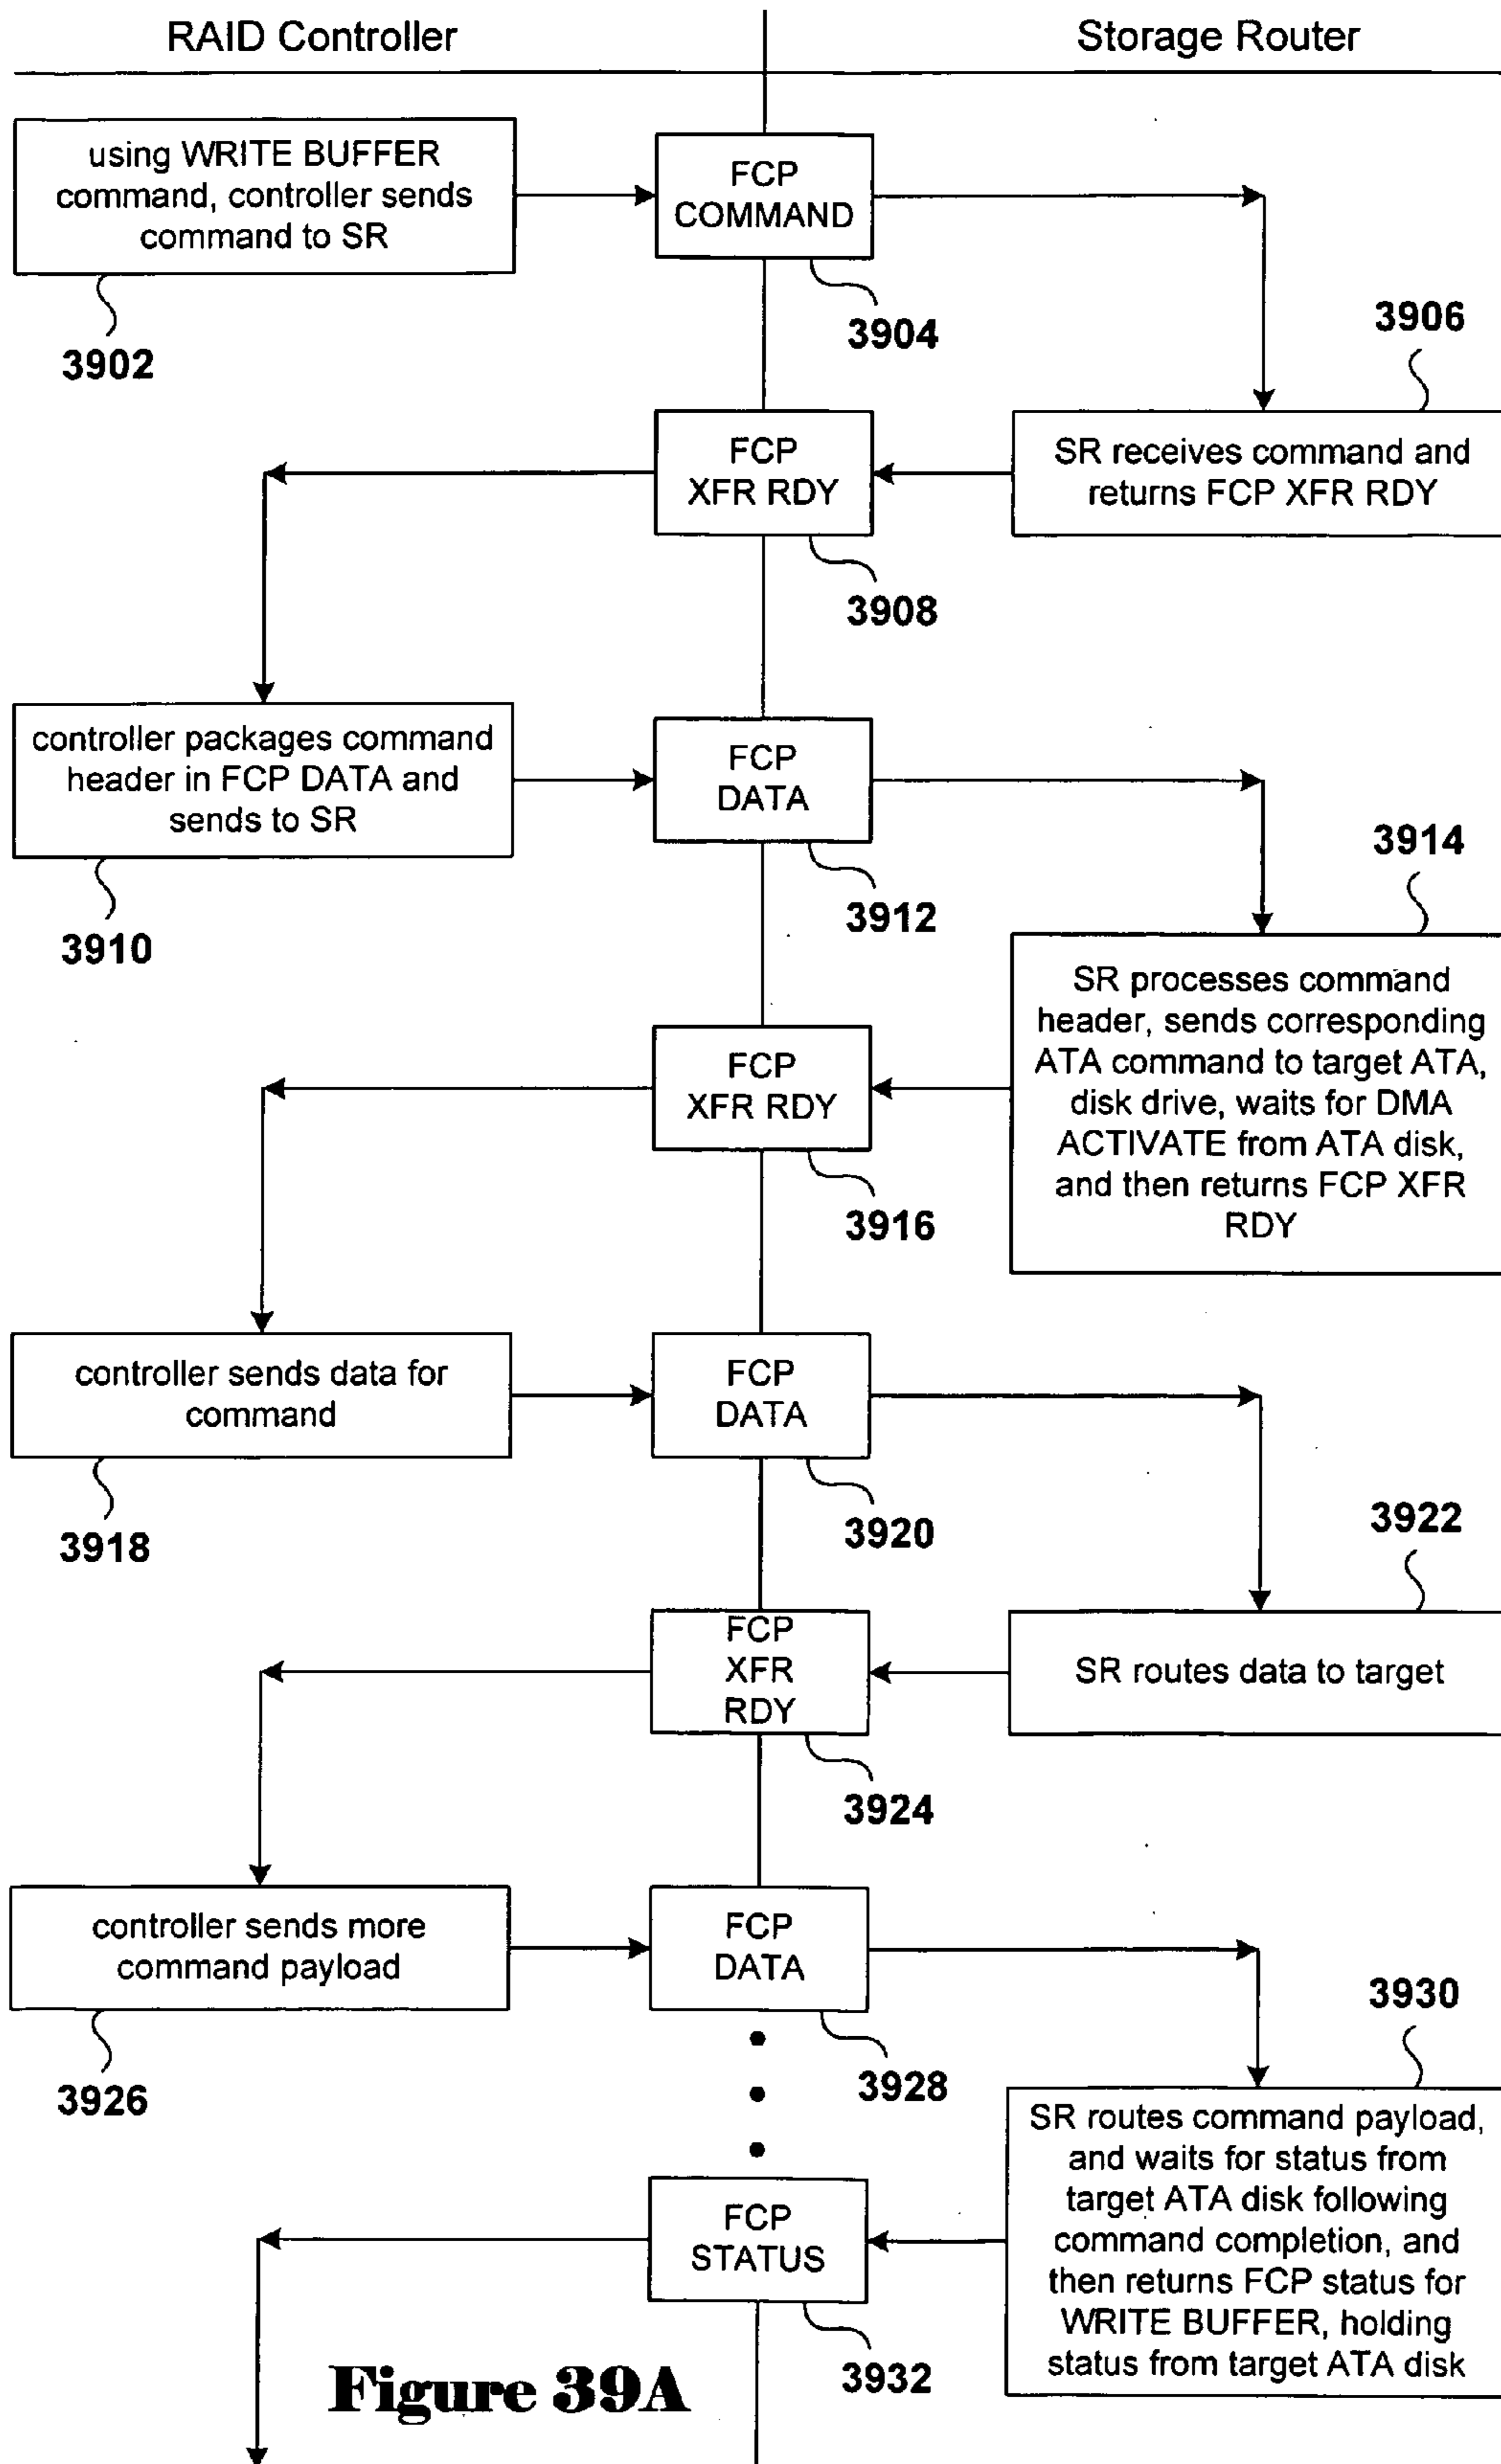 RAID Controller
Storage Router
using WRITE BUFFER
command, controller sends
command to SR
3902
FCP
COMMAND
3904
3906
SR receives command and
returns FCP XFR RDY
FCP
XFR RDY
3908
controller packages command
header in FCP DATA and
sends to SR
3910
FCP
DATA
3912
3914
SR processes command
header, sends corresponding
ATA command to target ATA,
disk drive, waits for DMA
ACTIVATE from ATA disk,
and then returns FCP XFR
RDY
FCP
XFR RDY
3916
controller sends data for
command
3918
FCP
DATA
3920
3922
SR routes data to target
FCP
XFR
RDY
3924
controller sends more
command payload
3926
FCP
DATA
3928
3930
SR routes command payload,
and waits for status from
target ATA disk following
command completion, and
then returns FCP status for
WRITE BUFFER, holding
status from target ATA disk
FCP
STATUS
3932
Figure 39A